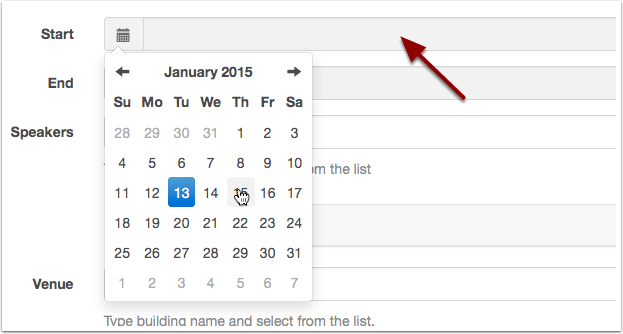 Start
January 2015
End
Su Mo Tu We Th Fr Sa
28 29 30 31 1 2 3
Speakers
4 5 6 7 8 9 10
om the list
11 12 13 14 15 16 17
18 19 20 21 22 23 24
25 26 27 28 29 30 31
Venue
1 2 3 4 5 6 7
Type building name and select from the list.